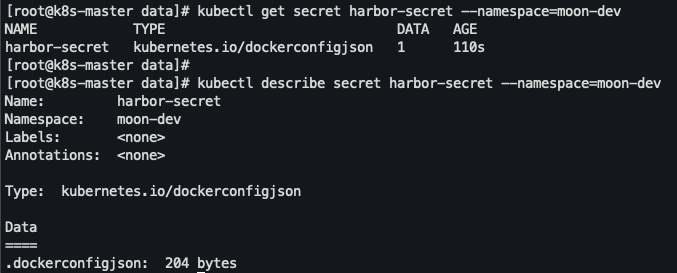 [root@k8s-master data]# kubectl get secret harbor-secret --namespace=moon-dev
NAME            TYPE                             DATA   AGE
harbor-secret   kubernetes.io/dockerconfigjson   1      110s
[root@k8s-master data]#
[root@k8s-master data]# kubectl describe secret harbor-secret --namespace=moon-dev
Name:         harbor-secret
Namespace:    moon-dev
Labels:       <none>
Annotations:  <none>
Type:  kubernetes.io/dockerconfigjson
Data
====
.dockerconfigjson:  204 bytes